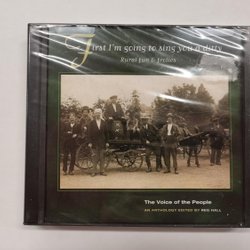 First I'm going to sing you a ditty
Rural fun & frolics
The Voice of the People
AN ANTHOLOGY EDITED BY REG HALL